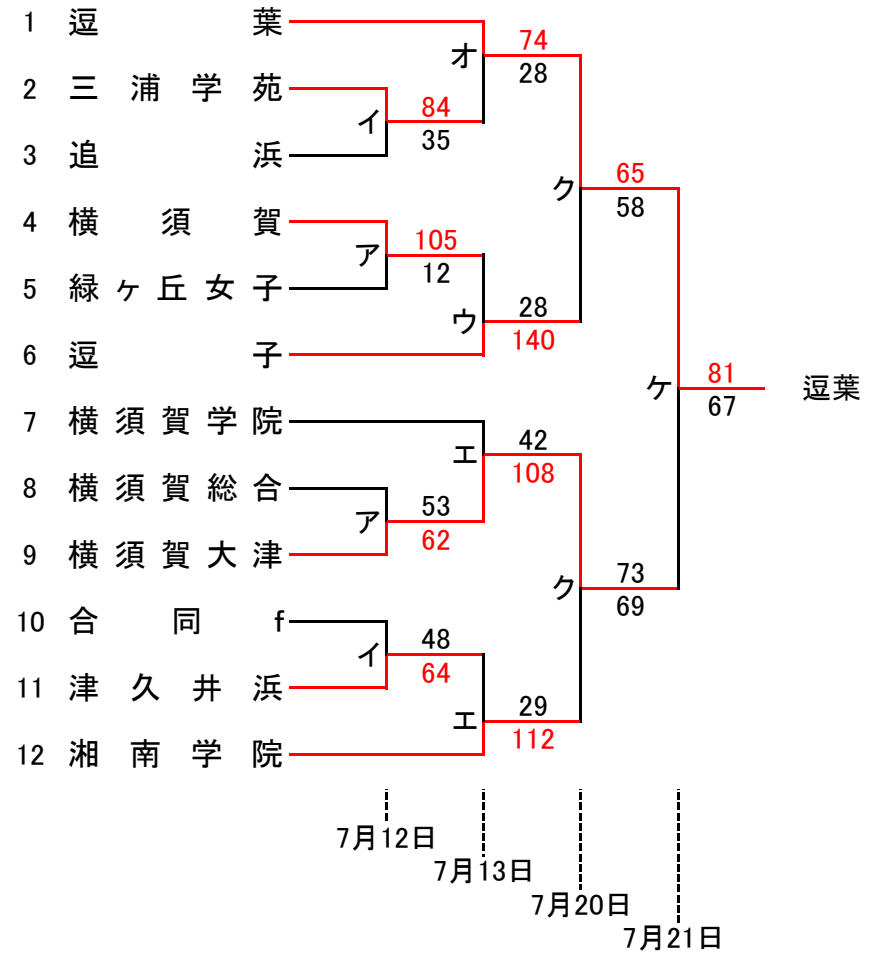 1 逗葉
オ 74
28
2 三浦学苑
イ 84
35
3 追浜
ク 65
58
4 横須賀
ア 105
12
5 緑ヶ丘女子
ウ 28
140
6 逗子
ケ 81
67
逗葉
7 横須賀学院
エ 42
108
8 横須賀総合
ア 53
62
9 横須賀大津
ク 73
69
10 合同f
イ 48
64
11 津久井浜
エ 29
112
12 湘南学院
7月12日
7月13日
7月20日
7月21日